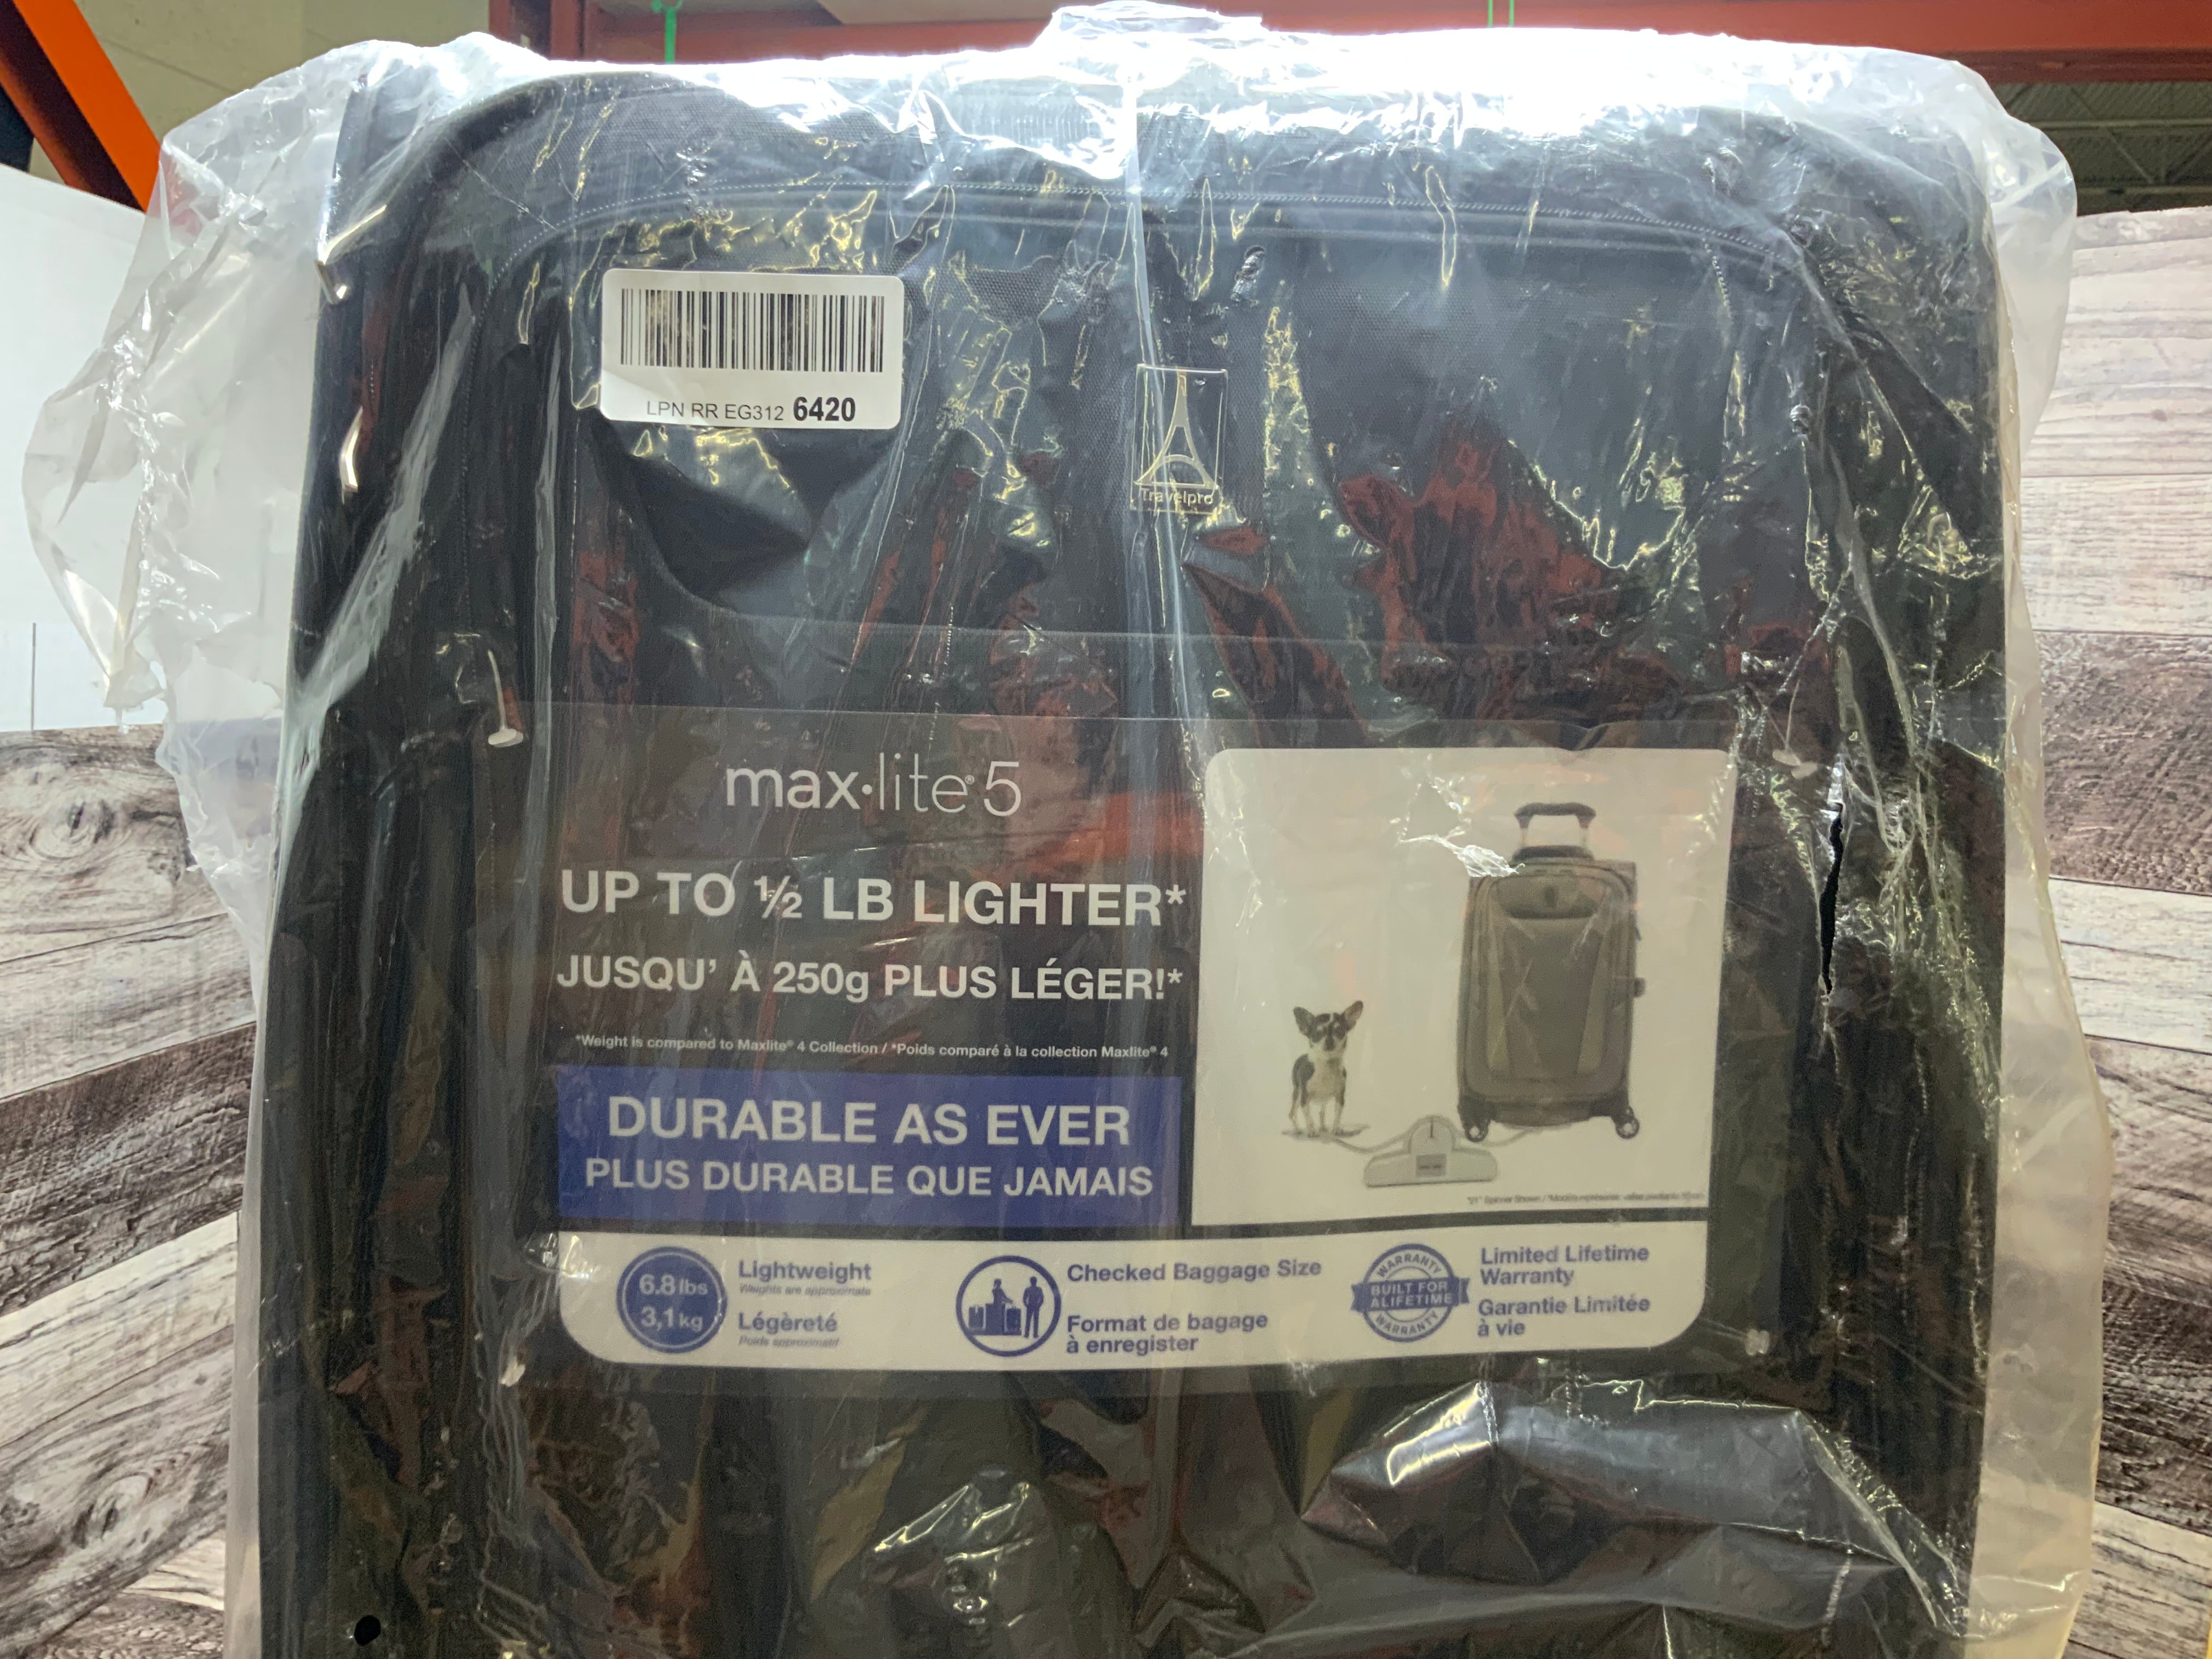 LPN RR EG312 6420
Travelpro
max·lite® 5
UP TO ½ LB LIGHTER*
JUSQU' À 250g PLUS LÉGER!*
*Weight is compared to Maxlite® 4 Collection / *Poids comparé à la collection Maxlite® 4
DURABLE AS EVER
PLUS DURABLE QUE JAMAIS
*21" Spinner Shown /
6.8 lbs
3,1 kg
Lightweight
Weights are approximate
Légèreté
Poids approximatif
Checked Baggage Size
Format de bagage
à enregister
WARRANTY
BUILT FOR
A LIFETIME
WARRANTY
Limited Lifetime
Warranty
Garantie Limitée
à vie